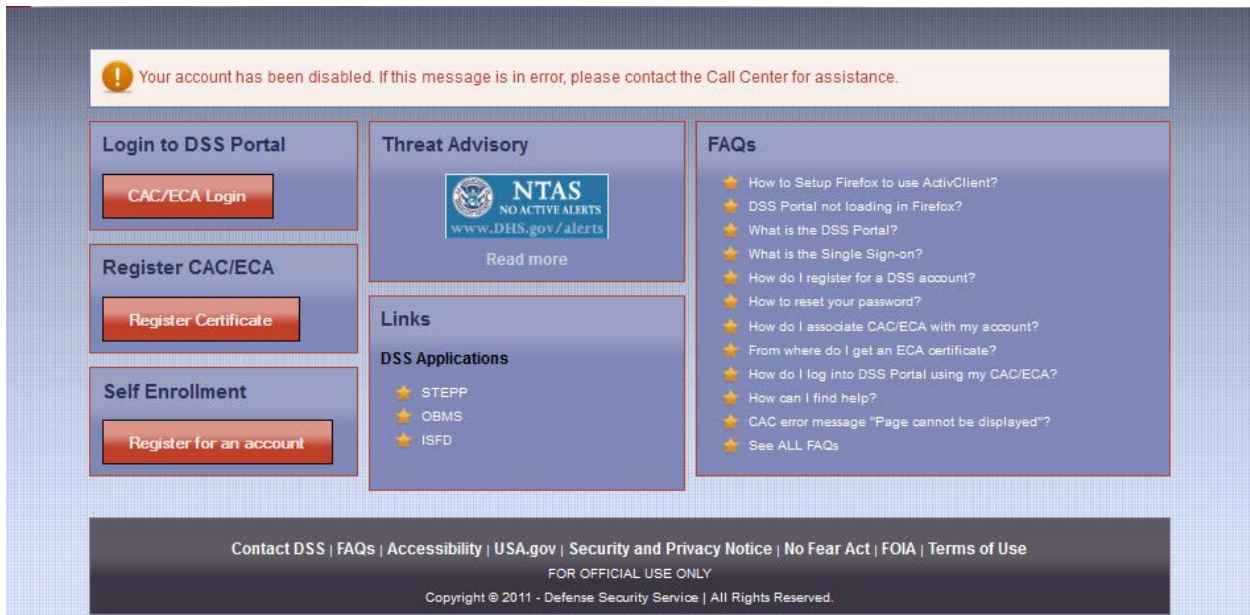 Your account has been disabled. If this message is in error, please contact the Call Center for assistance.
Login to DSS Portal
CAC/ECA Login
Register CAC/ECA
Register Certificate
Self Enrollment
Register for an account
Threat Advisory
NTAS
NO ACTIVE ALERTS
www.DHS.gov/alerts
Read more
Links
DSS Applications
STEPP
OBMS
ISFD
FAQs
How to Setup Firefox to use ActivClient?
DSS Portal not loading in Firefox?
What is the DSS Portal?
What is the Single Sign-on?
How do I register for a DSS account?
How to reset your password?
How do I associate CAC/ECA with my account?
From where do I get an ECA certificate?
How do I log into DSS Portal using my CAC/ECA?
How can I find help?
CAC error message "Page cannot be displayed"?
See ALL FAQs
Contact DSS | FAQs | Accessibility | USA.gov | Security and Privacy Notice | No Fear Act | FOIA | Terms of Use
FOR OFFICIAL USE ONLY
Copyright © 2011 - Defense Security Service | All Rights Reserved.